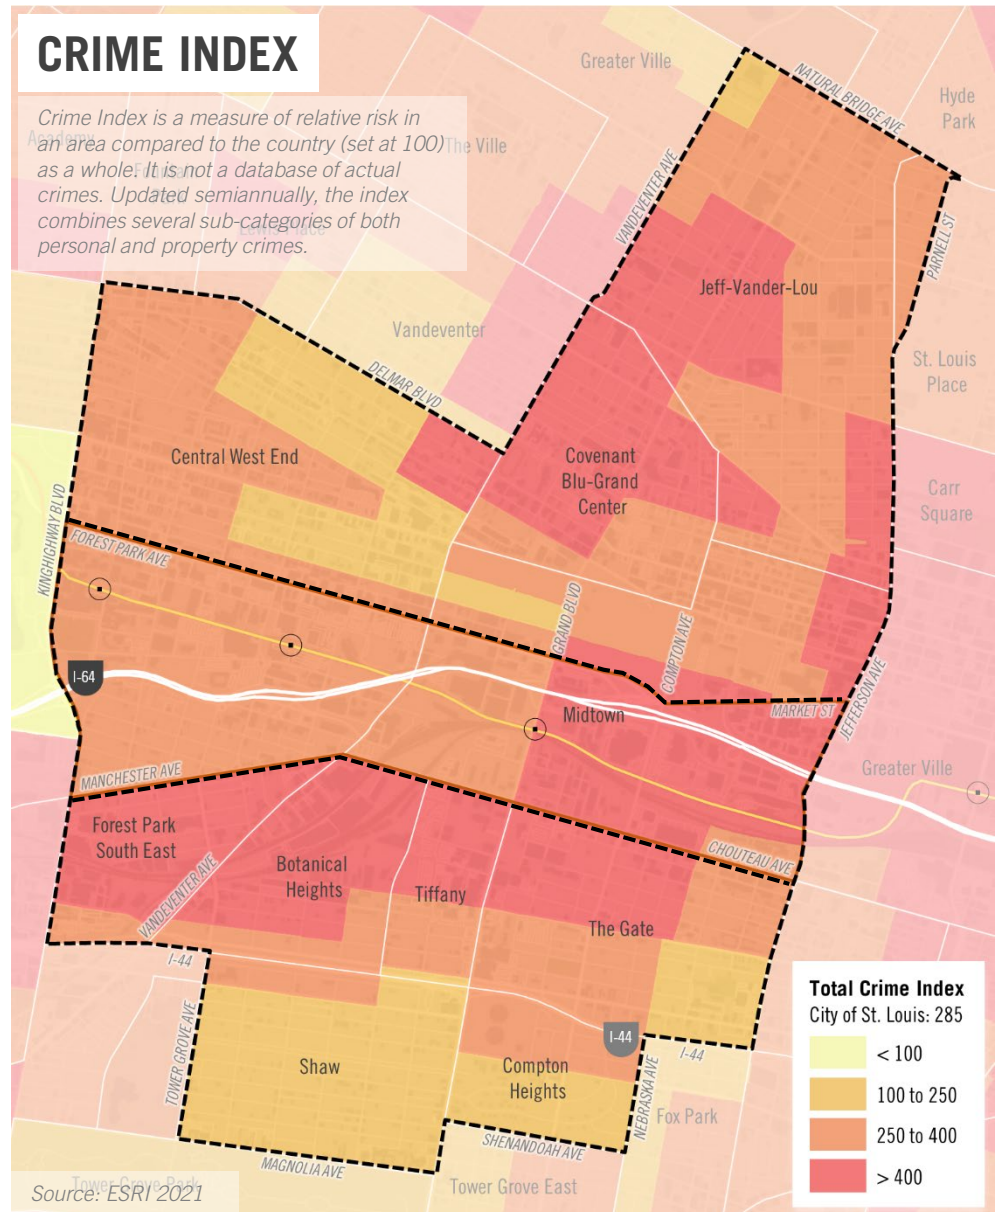 CRIME INDEX
Crime Index is a measure of relative risk in
an area compared to the country (set at 100)
as a whole. It is not a database of actual
crimes. Updated semiannually, the index
combines several sub-categories of both
personal and property crimes.
Academy
The Ville
Lewis Place
Greater Ville
NATURAL BRIDGE AVE
Hyde
Park
VANDEVENTER AVE
PARNELL ST
Jeff-Vander-Lou
Vandeventer
St. Louis
Place
DELMAR BLVD
Central West End
Covenant
Blu-Grand
Center
Carr
Square
KINGHIGHWAY BLVD
FOREST PARK AVE
GRAND BLVD
COMPTON AVE
I-64
Midtown
MARKET ST
JEFFERSON AVE
MANCHESTER AVE
Greater Ville
Forest Park
South East
CHOUTEAU AVE
Botanical
Heights
VANDEVENTER AVE
Tiffany
The Gate
I-44
TOWER GROVE AVE
Shaw
Compton
Heights
I-44
I-44
NEBRASKA AVE
Fox Park
SHENANDOAH AVE
MAGNOLIA AVE
Tower Grove Park
Tower Grove East
Source: ESRI 2021
Total Crime Index
City of St. Louis: 285
< 100
100 to 250
250 to 400
> 400